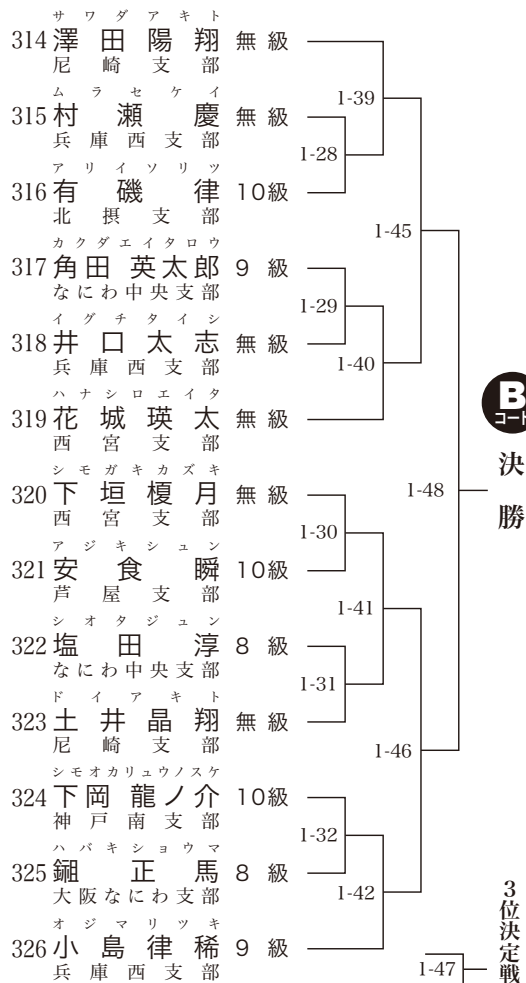 サワダアキト
314 澤田陽翔 無級
尼崎支部
ムラセケイ
315 村瀬慶 無級
兵庫西支部
アリイソリツ
316 有磯律 10級
北摂支部
カクダエイタロウ
317 角田英太郎 9級
なにわ中央支部
イグチタイシ
318 井口太志 無級
兵庫西支部
ハナシロエイタ
319 花城瑛太 無級
西宮支部
シモガキカズキ
320 下垣榎月 無級
西宮支部
アジキシュン
321 安食瞬 10級
芦屋支部
シオタジュン
322 塩田淳 8級
なにわ中央支部
ドイアキト
323 土井晶翔 無級
尼崎支部
シモオカリュウノスケ
324 下岡龍ノ介 10級
神戸南支部
ハバキショウマ
325 正馬 8級
大阪なにわ支部
オジマリツキ
326 小島律稀 9級
兵庫西支部
1-39
1-28
1-45
1-29
1-40
1-48
1-30
1-41
1-31
1-46
1-32
1-42
1-47
B
コート
決勝
3位決定戦